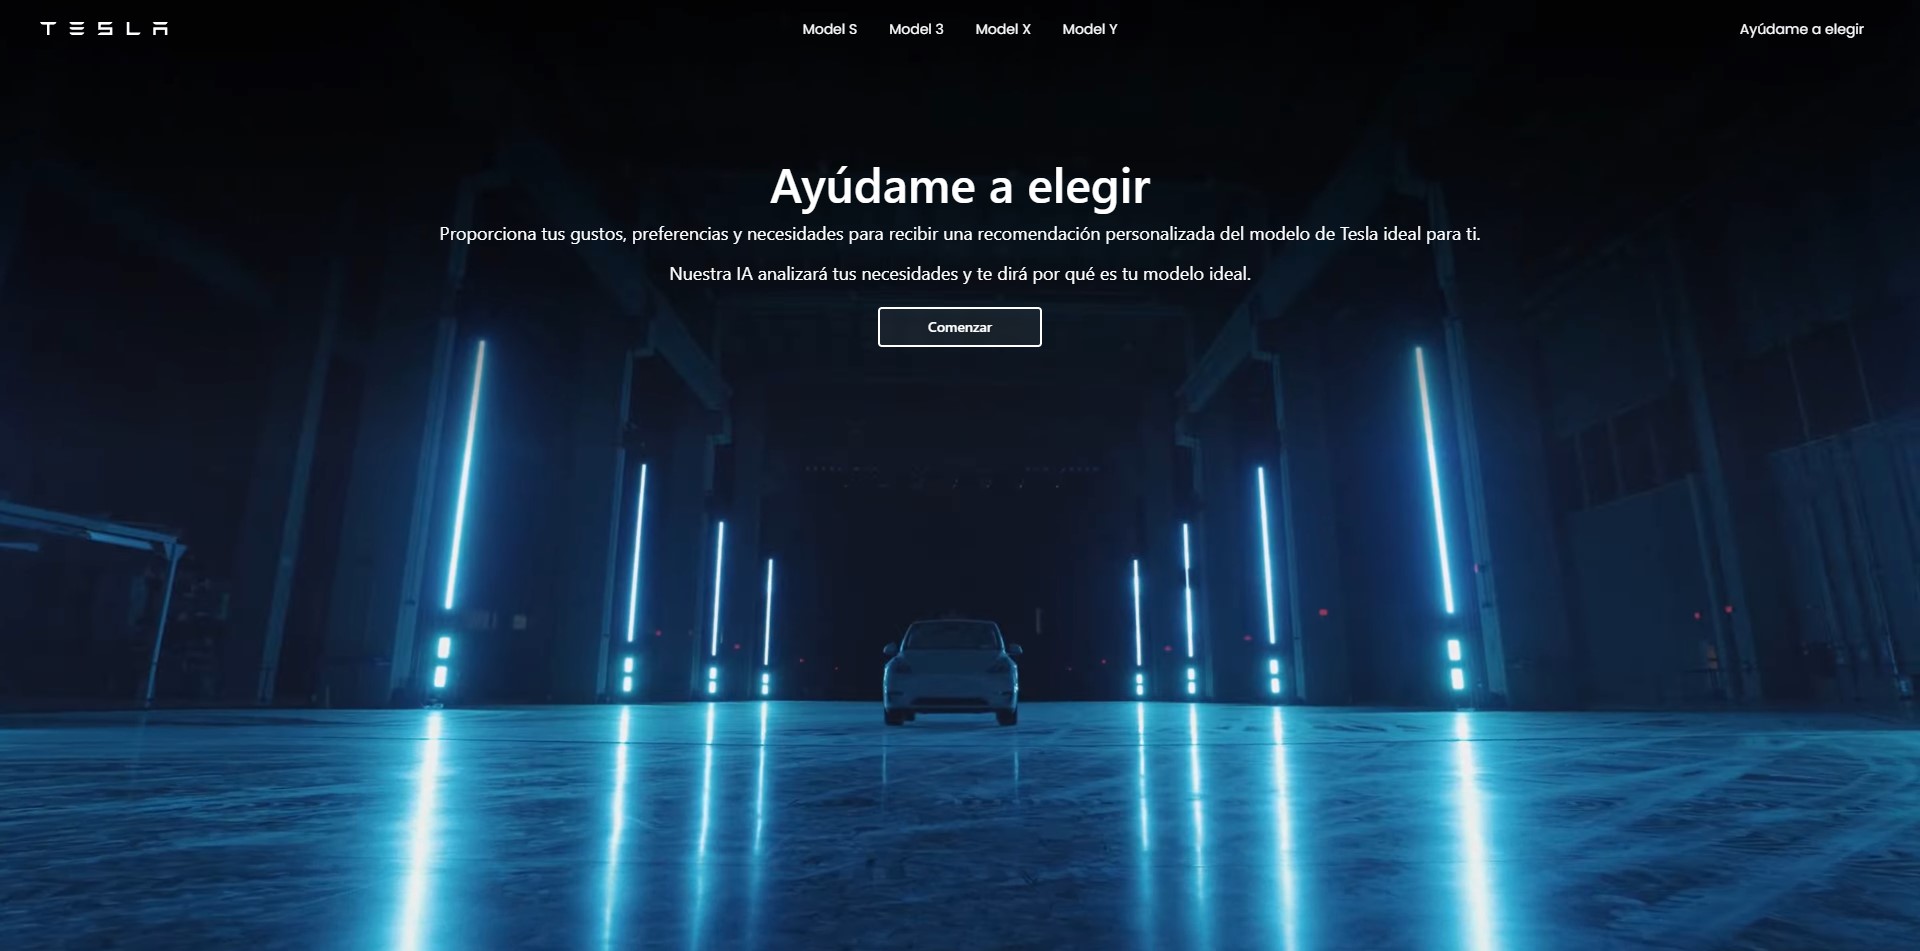 TESLA
Model S Model 3 Model X Model Y
Ayúdame a elegir
Ayúdame a elegir
Proporciona tus gustos, preferencias y necesidades para recibir una recomendación personalizada del modelo de Tesla ideal para ti.
Nuestra IA analizará tus necesidades y te dirá por qué es tu modelo ideal.
Comenzar